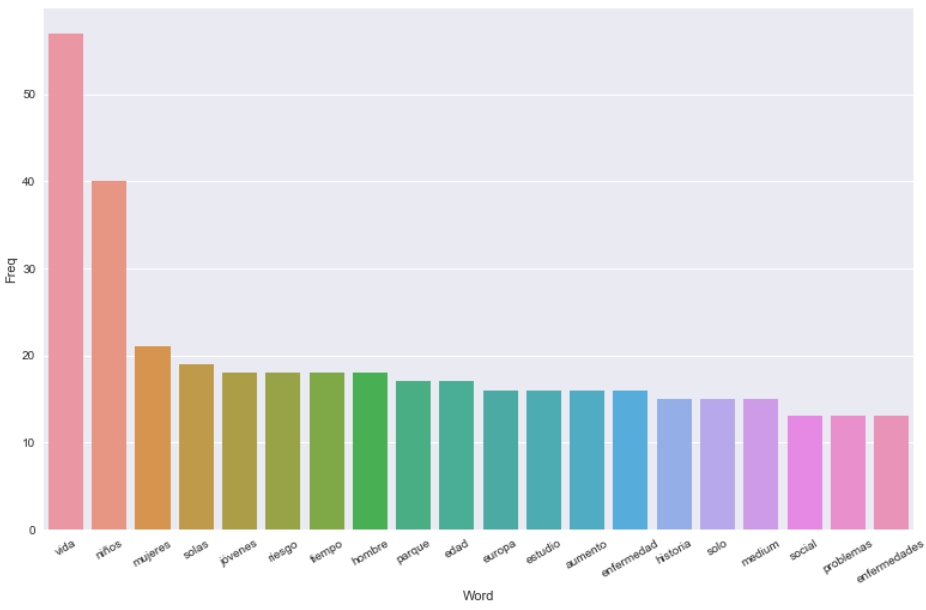 50
40
30
20
10
0
Freq
vida niños mujeres solas jóvenes riesgo tiempo hombre parque edad europa estudio aumento enfermedad historia solo medium social problemas enfermedades
Word